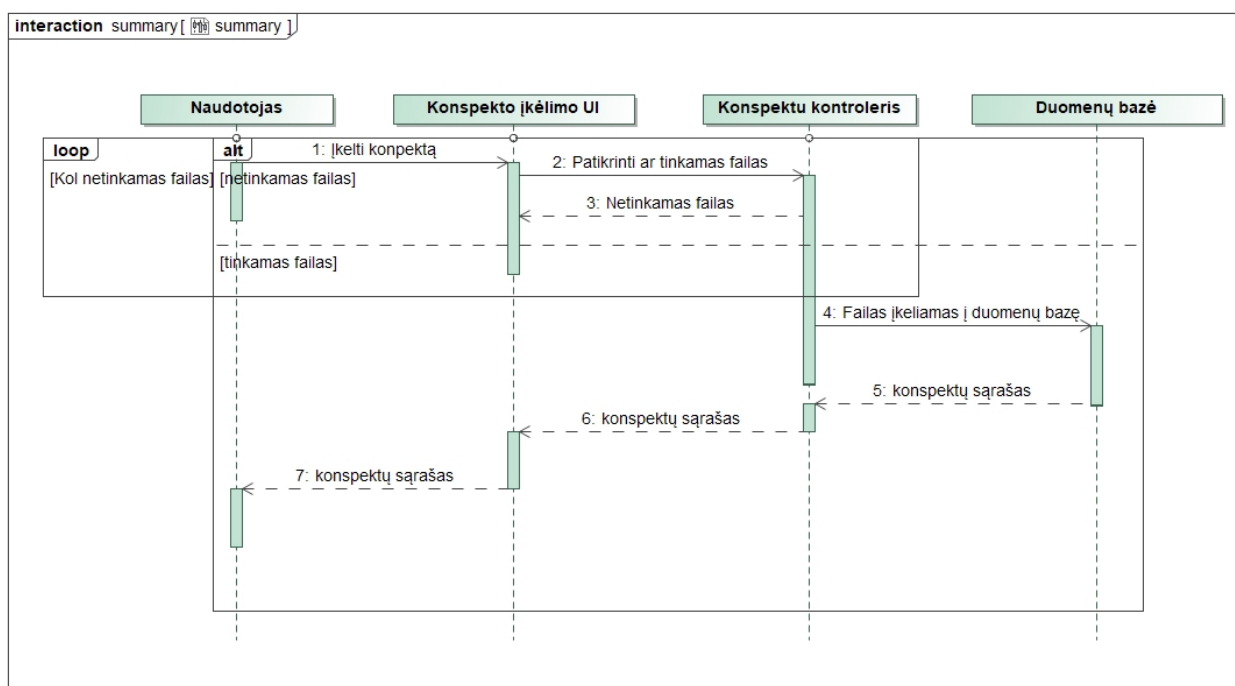 interaction summary[ summary ]
Naudotojas
Konspekto įkėlimo UI
Konspektu kontroleris
Duomenų bazė
loop
alt
1: Įkelti konpektą
2: Patikrinti ar tinkamas failas
[Kol netinkamas failas]
[netinkamas failas]
3: Netinkamas failas
[tinkamas failas]
4: Failas įkeliamas į duomenų bazę
5: konspektų sąrašas
6: konspektų sąrašas
7: konspektų sąrašas